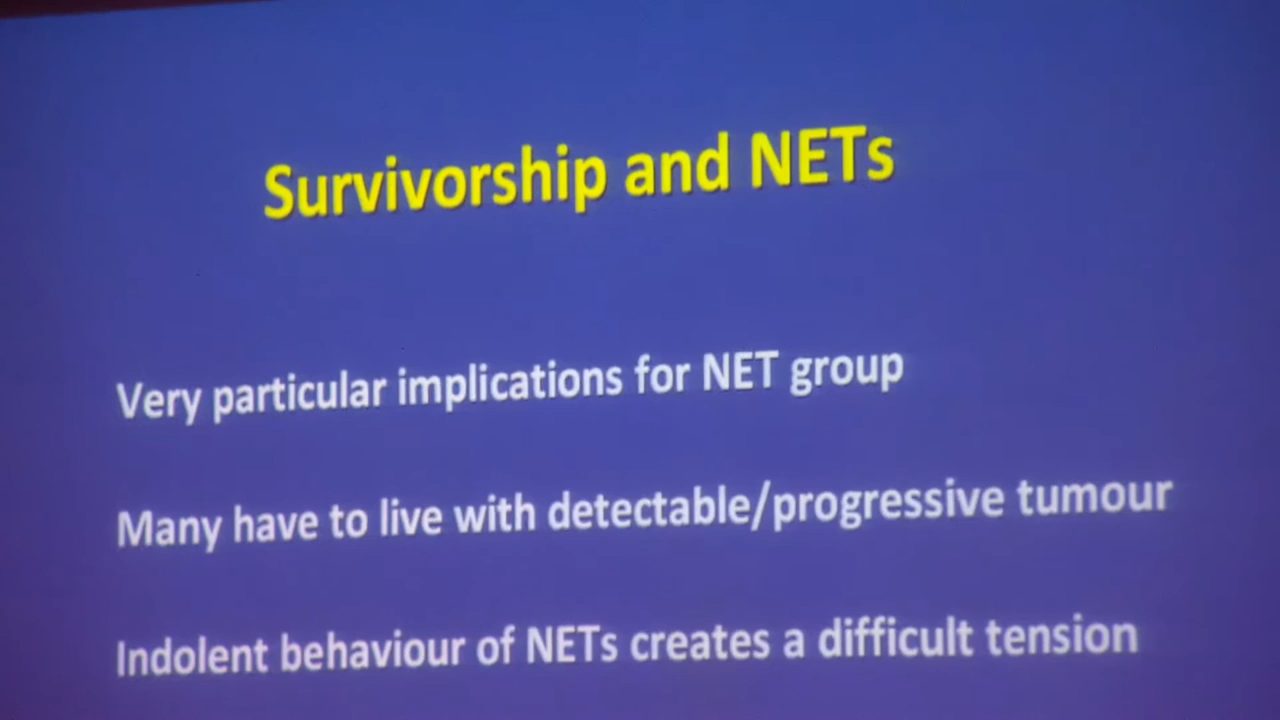 Survivorship and NETs
Very particular implications for NET group
Many have to live with detectable/progressive tumour
Indolent behaviour of NETs creates a difficult tension